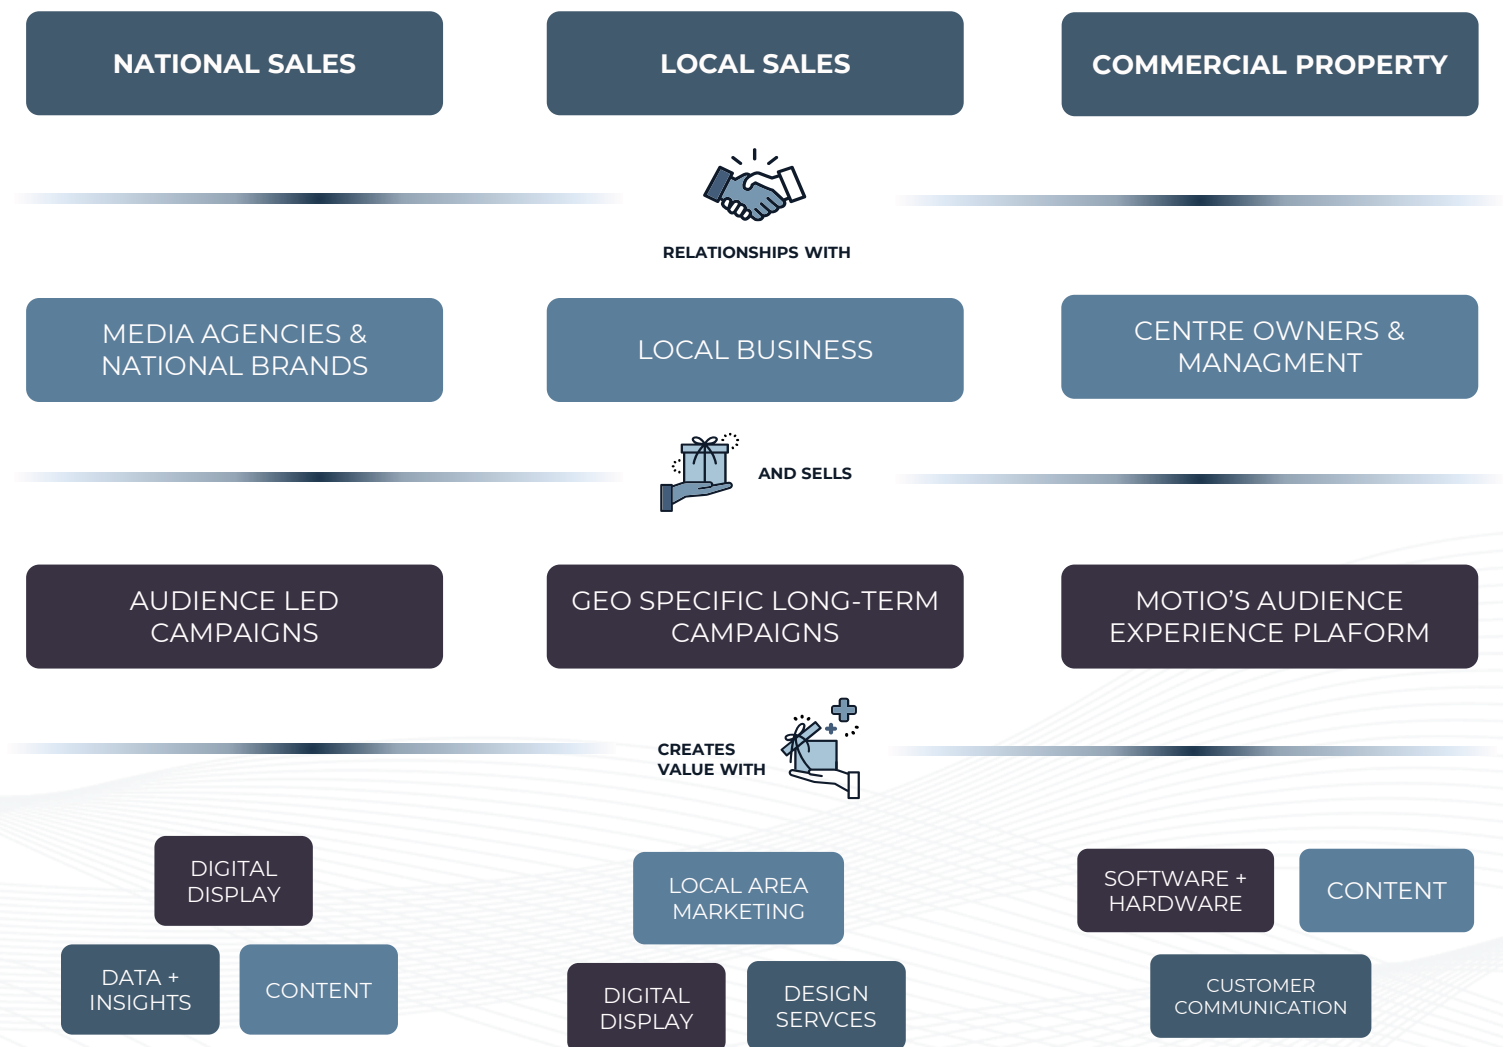 NATIONAL SALES
LOCAL SALES
COMMERCIAL PROPERTY
RELATIONSHIPS WITH
MEDIA AGENCIES &
NATIONAL BRANDS
LOCAL BUSINESS
CENTRE OWNERS &
MANAGMENT
AND SELLS
AUDIENCE LED
CAMPAIGNS
GEO SPECIFIC LONG-TERM
CAMPAIGNS
MOTIO’S AUDIENCE
EXPERIENCE PLAFORM
CREATES
VALUE WITH
DIGITAL
DISPLAY
DATA +
INSIGHTS
CONTENT
LOCAL AREA
MARKETING
DIGITAL
DISPLAY
DESIGN
SERVCES
SOFTWARE +
HARDWARE
CONTENT
CUSTOMER
COMMUNICATION